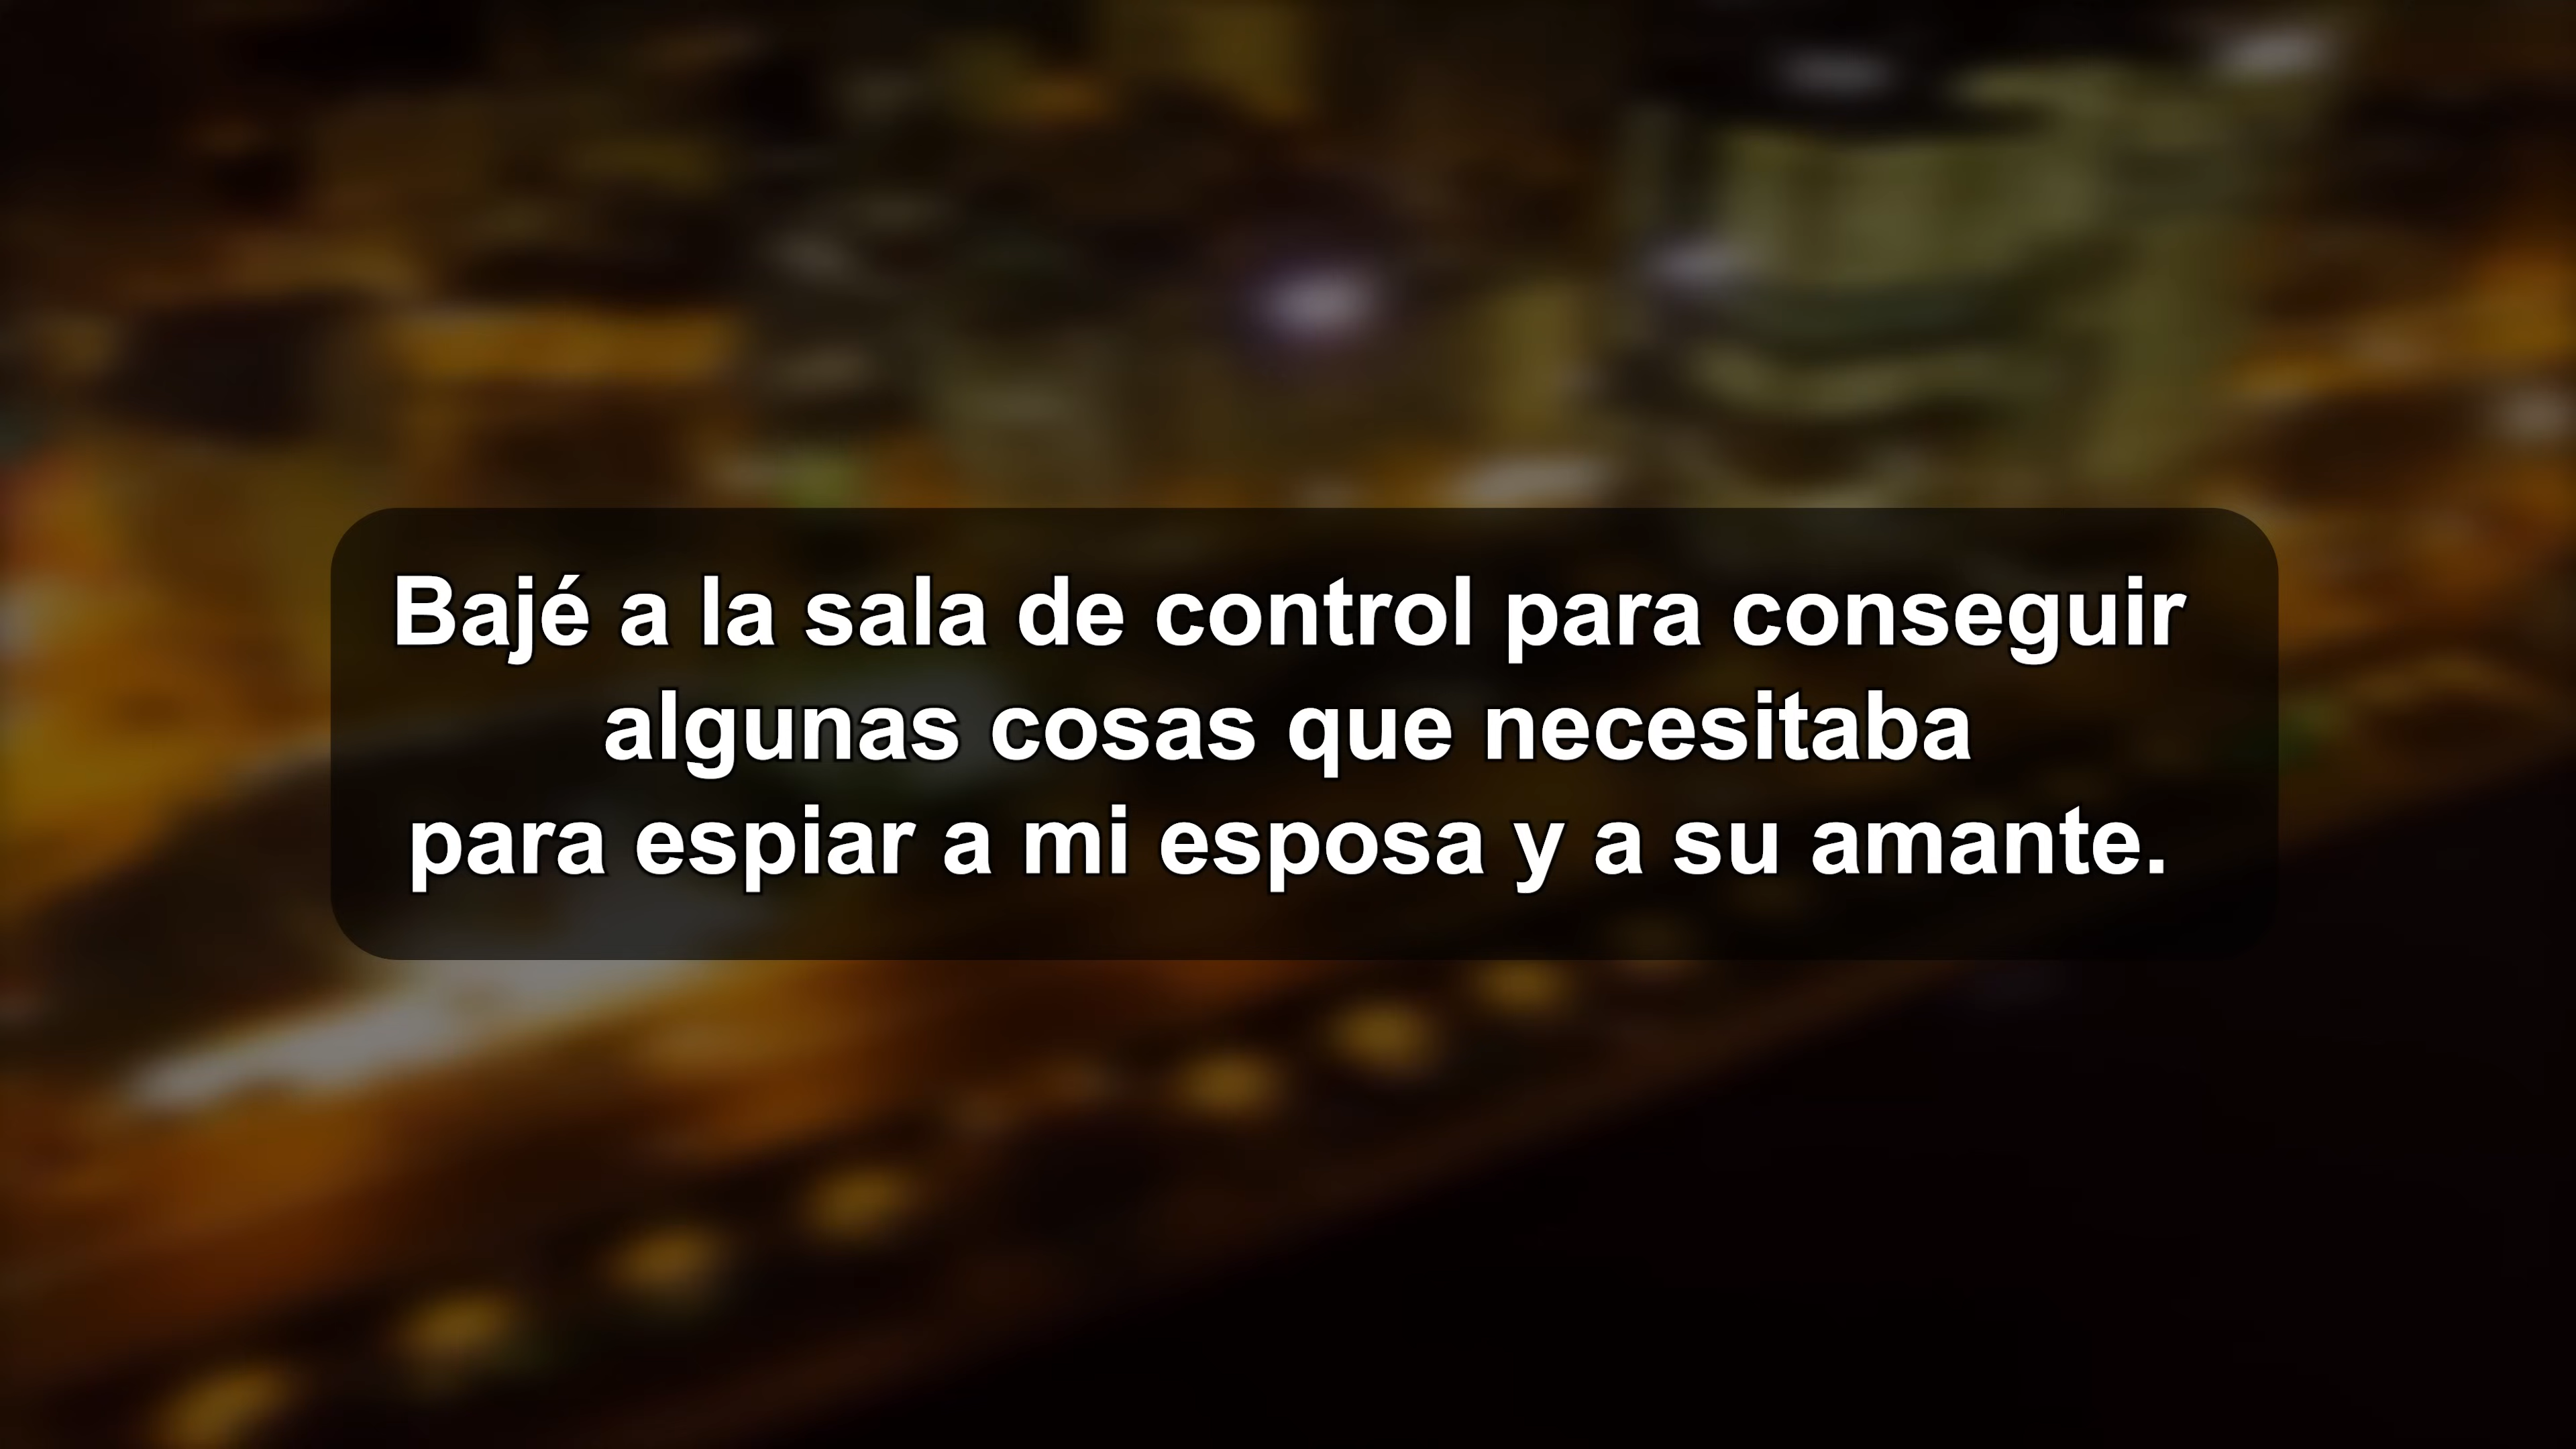 Bajé a la sala de control para conseguir
algunas cosas que necesitaba
para espiar a mi esposa y a su amante.